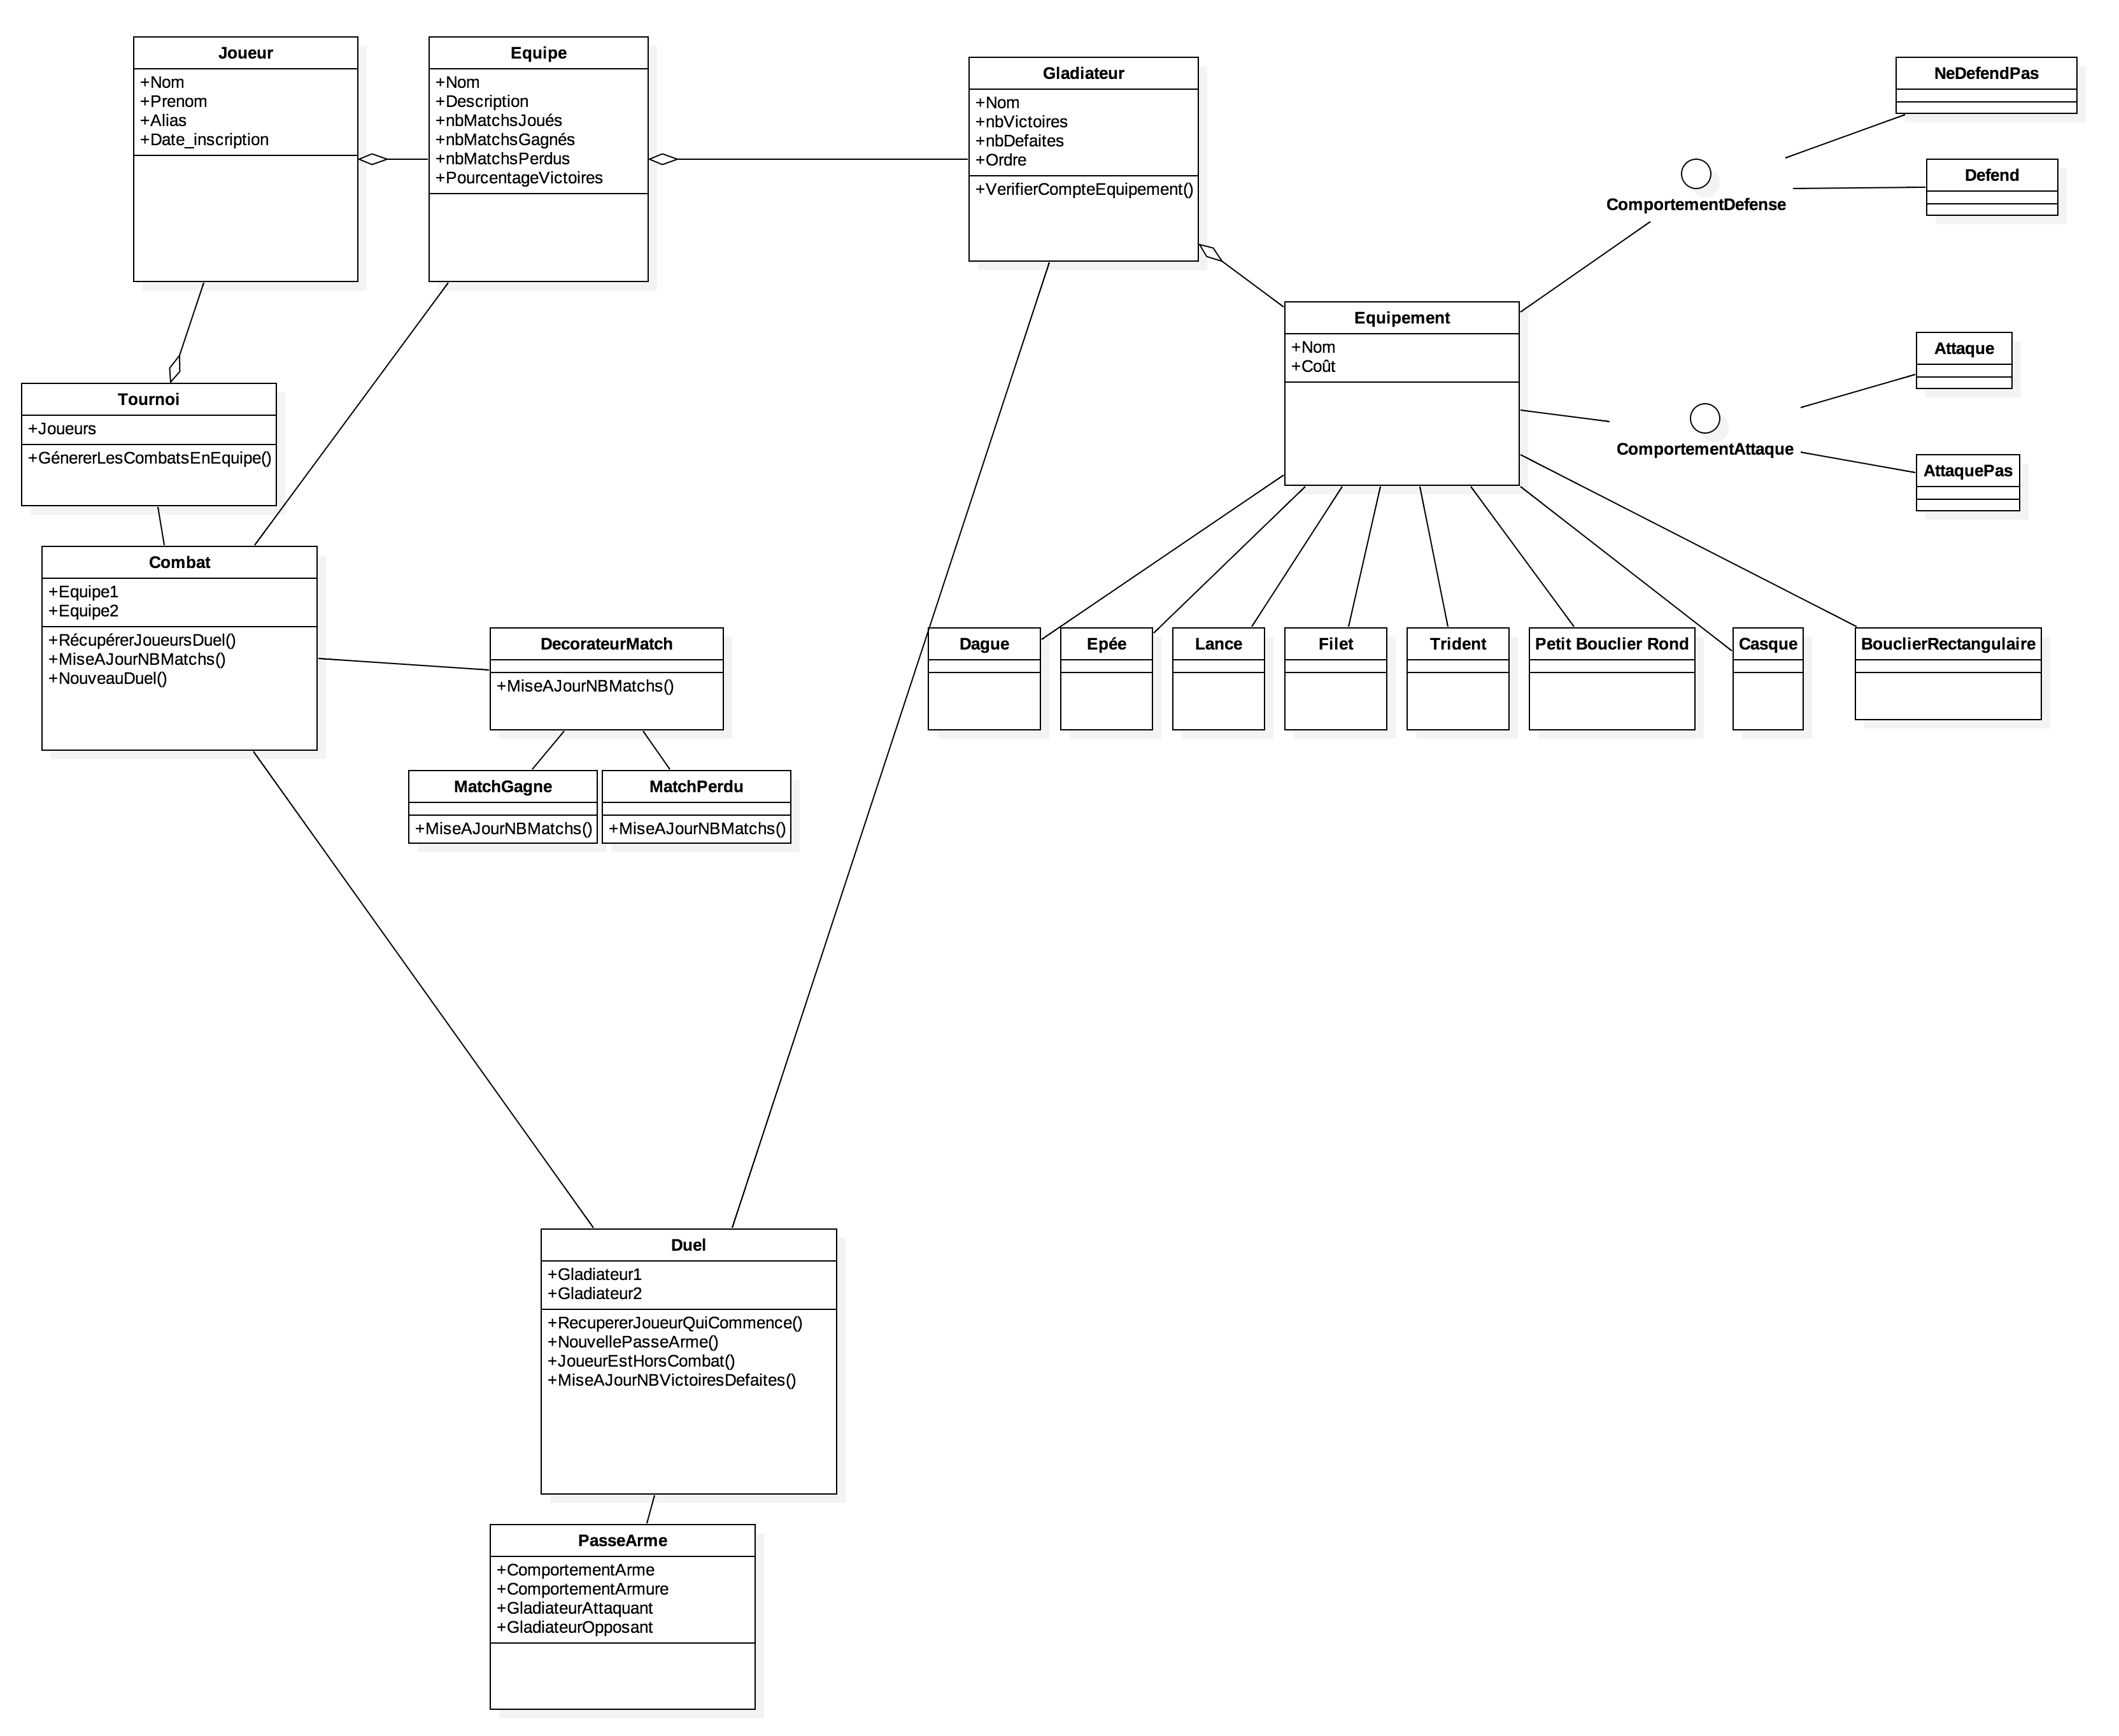 Joueur
+Nom
+Prenom
+Alias
+Date_inscription
Equipe
+Nom
+Description
+nbMatchsJoués
+nbMatchsGagnés
+nbMatchsPerdus
+PourcentageVictoires
Gladiateur
+Nom
+nbVictoires
+nbDefaites
+Ordre
+VerifierCompteEquipement()
NeDefendPas
Defend
ComportementDefense
Equipement
+Nom
+Coût
Attaque
ComportementAttaque
AttaquePas
Tournoi
+Joueurs
+GénererLesCombatsEnEquipe()
Combat
+Equipe1
+Equipe2
+RécupérerJoueursDuel()
+MiseAJourNBMatchs()
+NouveauDuel()
DecorateurMatch
+MiseAJourNBMatchs()
Dague
Epée
Lance
Filet
Trident
Petit Bouclier Rond
Casque
BouclierRectangulaire
MatchGagne
+MiseAJourNBMatchs()
MatchPerdu
+MiseAJourNBMatchs()
Duel
+Gladiateur1
+Gladiateur2
+RecupererJoueurQuiCommence()
+NouvellePasseArme()
+JoueurEstHorsCombat()
+MiseAJourNBVictoiresDefaites()
PasseArme
+ComportementArme
+ComportementArmure
+GladiateurAttaquant
+GladiateurOpposant